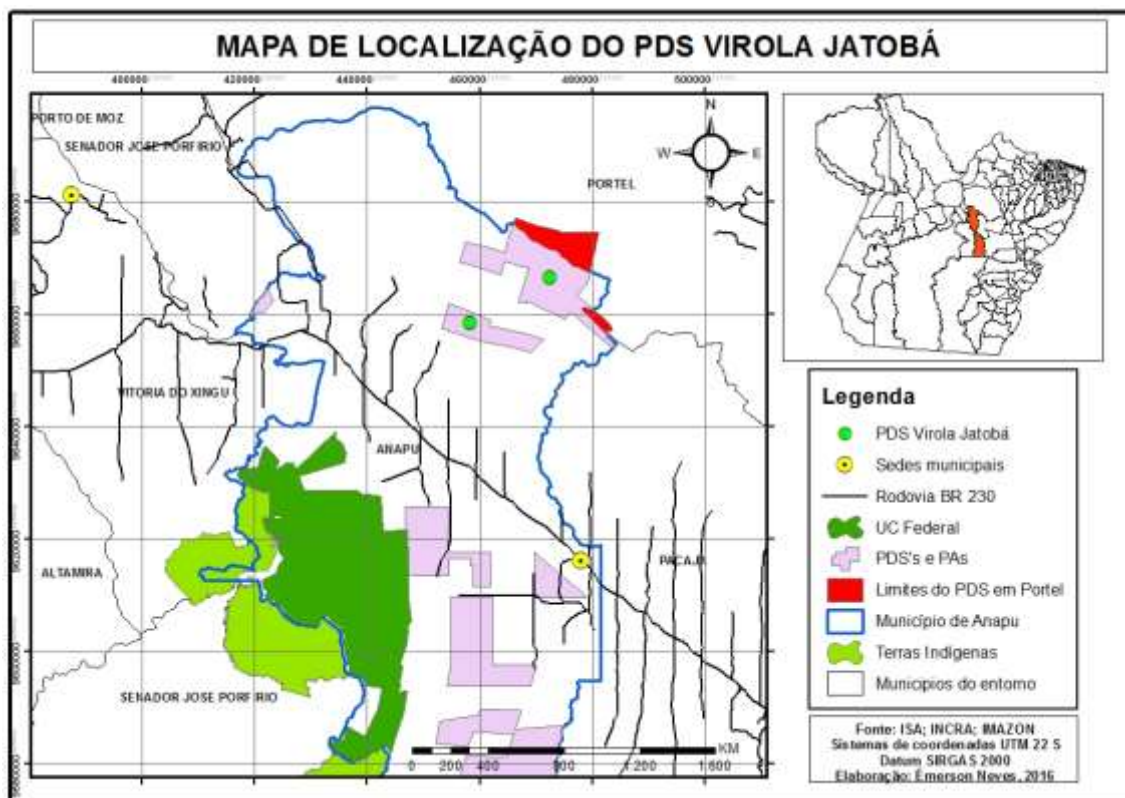 MAPA DE LOCALIZAÇÃO DO PDS VIROLA JATOBÁ
400000 420000 440000 460000 480000 500000
N
W E
PORTO DE MOZ
SENADOR JOSE PORFIRIO
PORTEL
VITORIA DO XINGU
ANAPU
ALTAMIRA
SENADOR JOSE PORFIRIO
KM
0 200 400 800 1.200 1.600
Legenda
PDS Virola Jatobá
Sedes municipais
Rodovia BR 230
UC Federal
PDS's e PAs
Limites do PDS em Portel
Município de Anapu
Terras Indígenas
Municipios do entorno
Fonte: ISA; INCRA; IMAZON
Sistemas de coordenadas UTM 22 S
Datum SIRGAS 2000
Elaboração: Émerson Neves, 2016